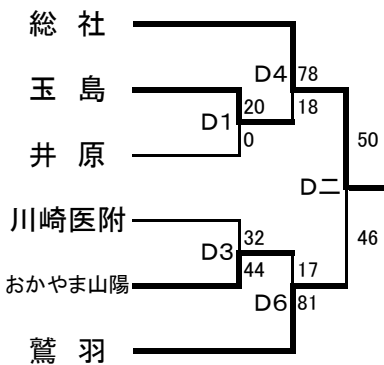 総社
D4 78
玉島
20 18
D1
0 50
井原
D二
川崎医附
32 46
D3
44 17
おかやま山陽
D6 81
鷲羽